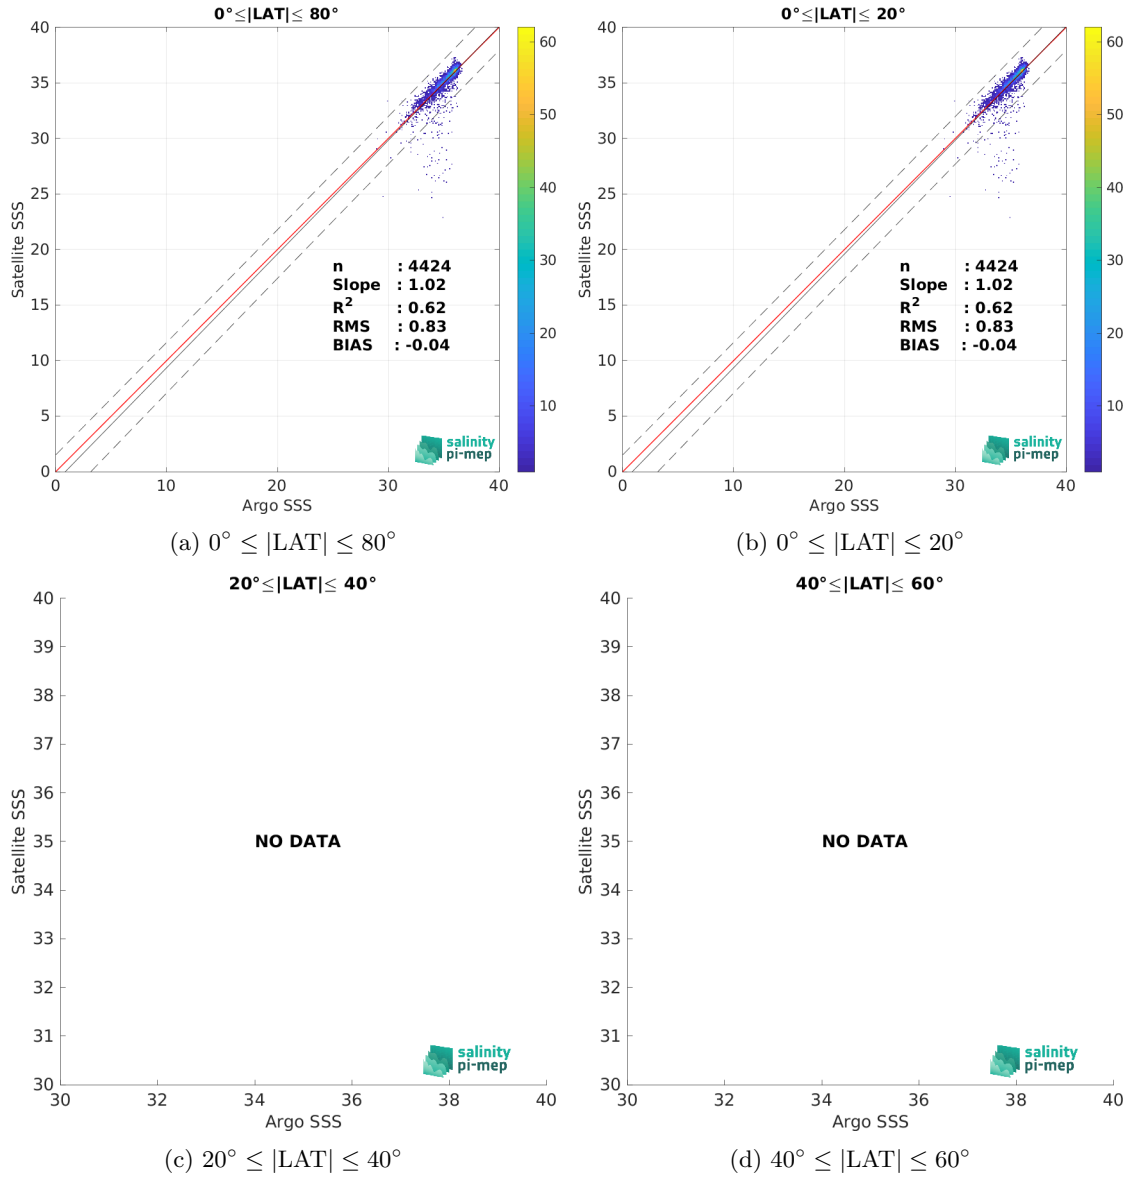 0°≤|LAT|≤ 80°
40
35
30
25
20
15
10
5
0
Satellite SSS
n : 4424
Slope : 1.02
R² : 0.62
RMS : 0.83
BIAS : -0.04
salinity
pi-mep
0 10 20 30 40
Argo SSS
60
50
40
30
20
10
(a) 0° ≤ |LAT| ≤ 80°
0°≤|LAT|≤ 20°
40
35
30
25
20
15
10
5
0
Satellite SSS
n : 4424
Slope : 1.02
R² : 0.62
RMS : 0.83
BIAS : -0.04
salinity
pi-mep
0 10 20 30 40
Argo SSS
60
50
40
30
20
10
(b) 0° ≤ |LAT| ≤ 20°
20°≤|LAT|≤ 40°
40
39
38
37
36
35
34
33
32
31
30
Satellite SSS
NO DATA
salinity
pi-mep
30 32 34 36 38 40
Argo SSS
(c) 20° ≤ |LAT| ≤ 40°
40°≤|LAT|≤ 60°
40
39
38
37
36
35
34
33
32
31
30
Satellite SSS
NO DATA
salinity
pi-mep
30 32 34 36 38 40
Argo SSS
(d) 40° ≤ |LAT| ≤ 60°